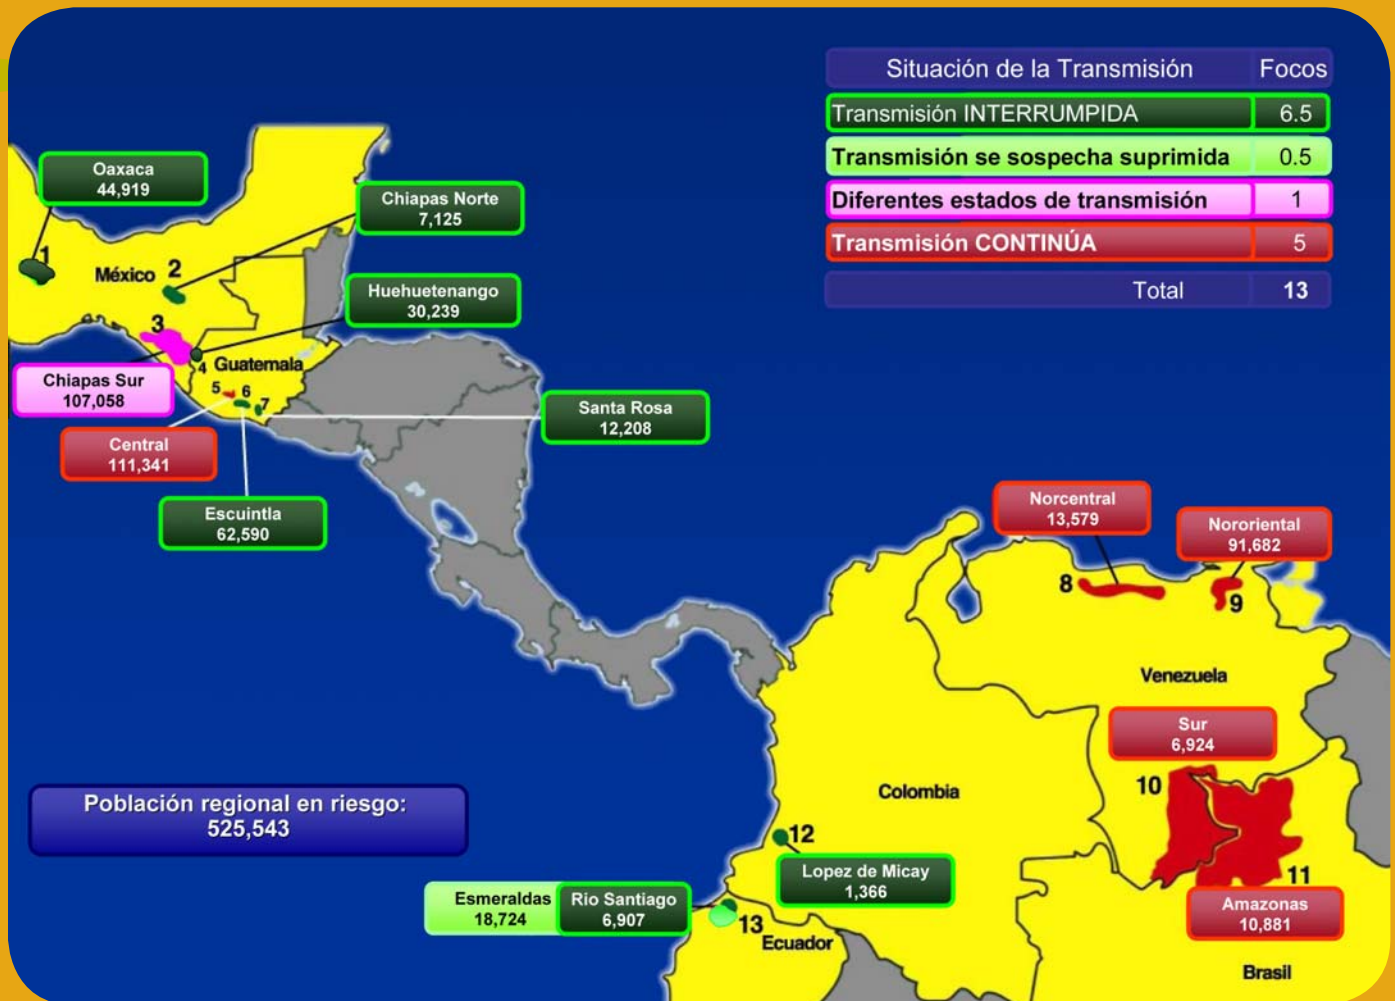 Situación de la Transmisión Focos
Transmisión INTERRUMPIDA 6.5
Transmisión se sospecha suprimida 0.5
Diferentes estados de transmisión 1
Transmisión CONTINÚA 5
Total 13
Oaxaca
44,919
Chiapas Norte
7,125
1
México
2
Huehuetenango
30,239
3
4
Guatemala
Chiapas Sur
107,058
5
6
7
Santa Rosa
12,208
Central
111,341
Escuintla
62,590
Norcentral
13,579
Nororiental
91,682
8
9
Venezuela
Sur
6,924
10
Colombia
Población regional en riesgo:
525,543
12
Lopez de Micay
1,366
11
Amazonas
10,881
Esmeraldas
18,724
Rio Santiago
6,907
13
Ecuador
Brasil